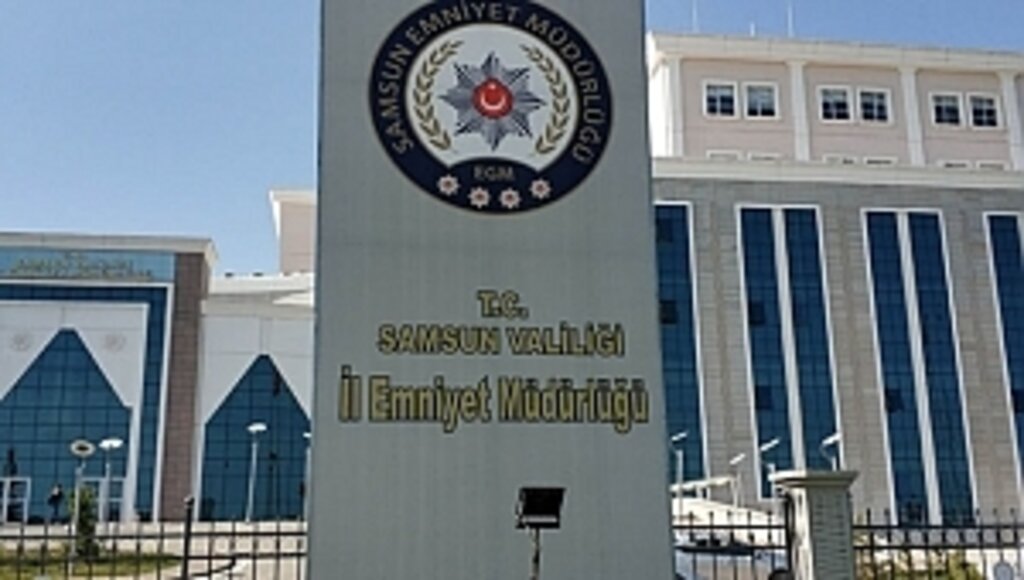 SAMSUN EMNİYET MÜDÜRLÜĞÜ
EGM
T.C.
SAMSUN VALİLİĞİ
İl Emniyet Müdürlüğü